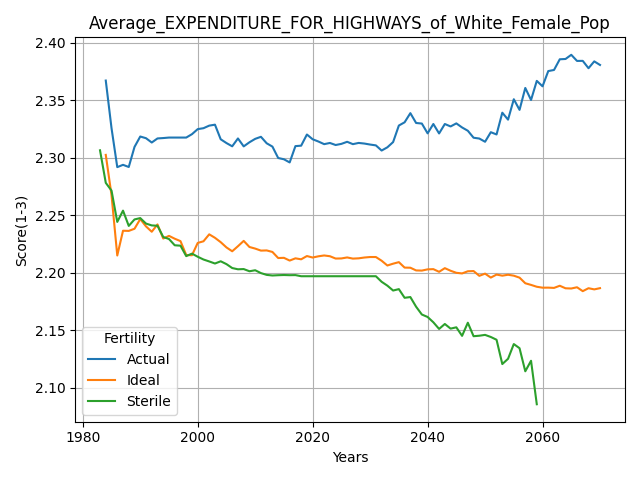 Average_EXPENDITURE_FOR_HIGHWAYS_of_White_Female_Pop
2.40
2.35
2.30
2.25
2.20
2.15
2.10
Score(1-3)
Fertility
Actual
Ideal
Sterile
1980 2000 2020 2040 2060
Years